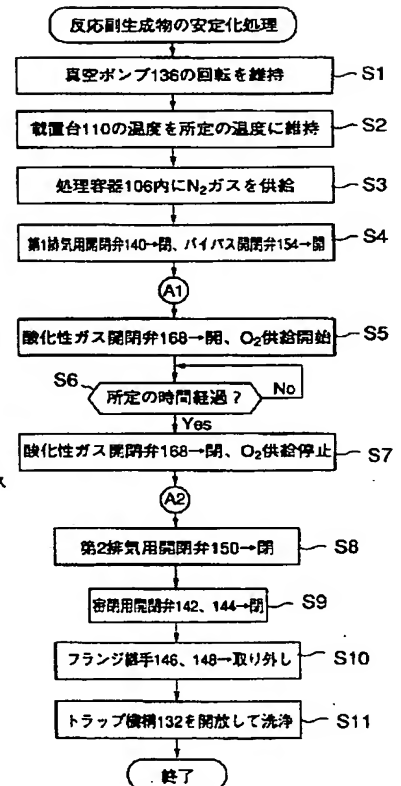 反応副生成物の安定化処理
真空ポンプ136の回転を維持
S1
載置台110の温度を所定の温度に維持
S2
処理容器106内にN₂ガスを供給
S3
第1排気用開閉弁140→閉、バイパス開閉弁154→開
S4
A1
酸化性ガス開閉弁168→開、O₂供給開始
S5
S6
所定の時間経過?
No
Yes
酸化性ガス開閉弁168→閉、O₂供給停止
S7
A2
第2排気用開閉弁150→閉
S8
密閉用開閉弁142、144→閉
S9
フランジ継手146、148→取り外し
S10
トラップ機構132を開放して洗浄
S11
終了